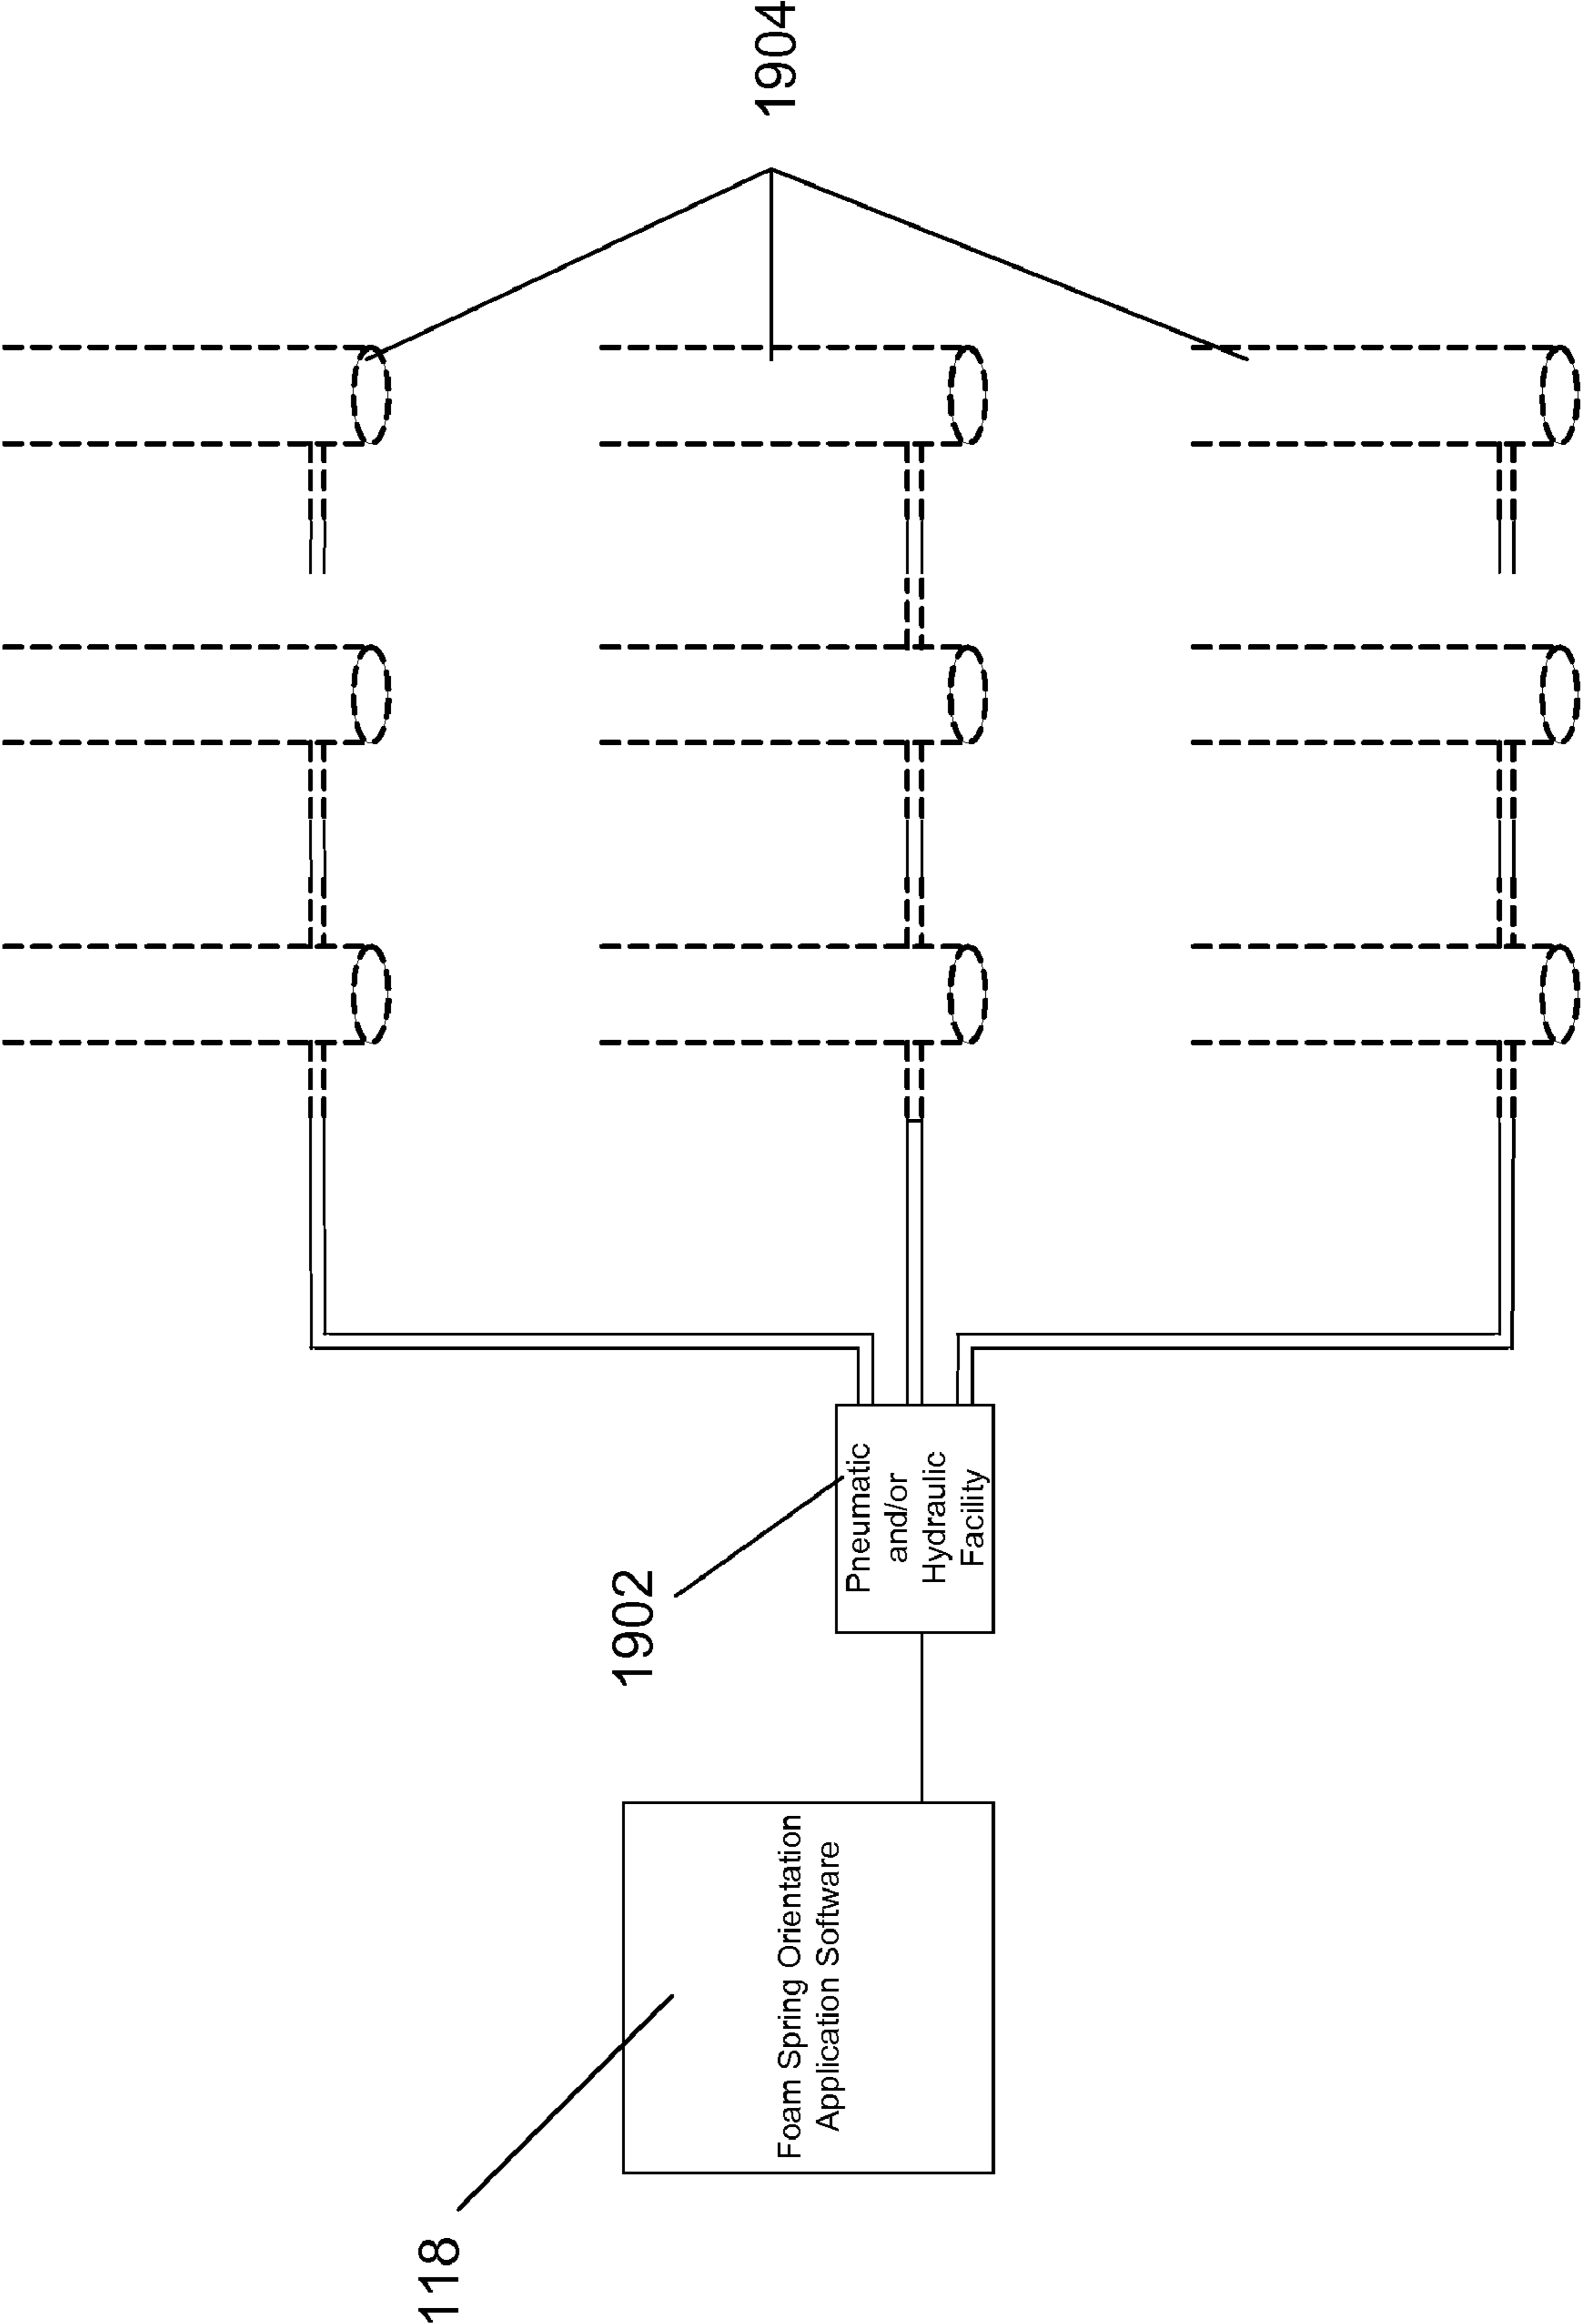 1904
1902
Pneumatic
and/or
Hydraulic
Facility
118
Foam Spring Orientation
Application Software